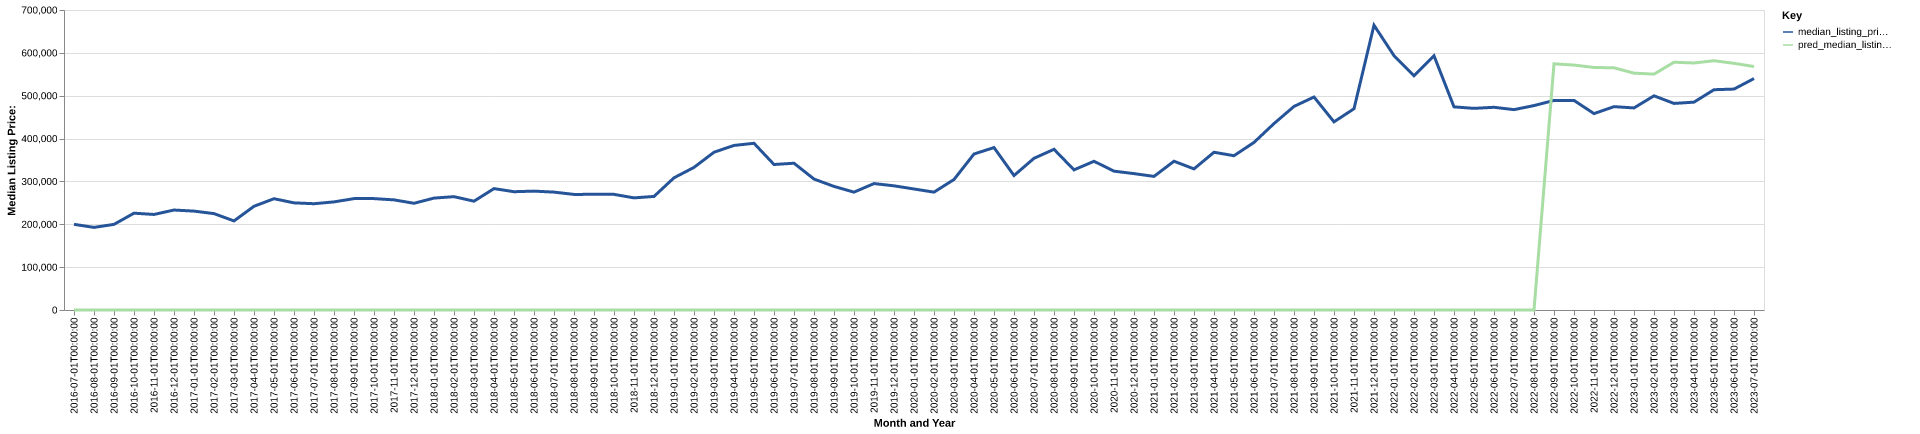 Key
median_listing_pri...
pred_median_listin...
Median Listing Price:
700,000
600,000
500,000
400,000
300,000
200,000
100,000
0
2016-07-01T00:00:00
2016-08-01T00:00:00
2016-09-01T00:00:00
2016-10-01T00:00:00
2016-11-01T00:00:00
2016-12-01T00:00:00
2017-01-01T00:00:00
2017-02-01T00:00:00
2017-03-01T00:00:00
2017-04-01T00:00:00
2017-05-01T00:00:00
2017-06-01T00:00:00
2017-07-01T00:00:00
2017-08-01T00:00:00
2017-09-01T00:00:00
2017-10-01T00:00:00
2017-11-01T00:00:00
2017-12-01T00:00:00
2018-01-01T00:00:00
2018-02-01T00:00:00
2018-03-01T00:00:00
2018-04-01T00:00:00
2018-05-01T00:00:00
2018-06-01T00:00:00
2018-07-01T00:00:00
2018-08-01T00:00:00
2018-09-01T00:00:00
2018-10-01T00:00:00
2018-11-01T00:00:00
2018-12-01T00:00:00
2019-01-01T00:00:00
2019-02-01T00:00:00
2019-03-01T00:00:00
2019-04-01T00:00:00
2019-05-01T00:00:00
2019-06-01T00:00:00
2019-07-01T00:00:00
2019-08-01T00:00:00
2019-09-01T00:00:00
2019-10-01T00:00:00
2019-11-01T00:00:00
2019-12-01T00:00:00
2020-01-01T00:00:00
2020-02-01T00:00:00
2020-03-01T00:00:00
2020-04-01T00:00:00
2020-05-01T00:00:00
2020-06-01T00:00:00
2020-07-01T00:00:00
2020-08-01T00:00:00
2020-09-01T00:00:00
2020-10-01T00:00:00
2020-11-01T00:00:00
2020-12-01T00:00:00
2021-01-01T00:00:00
2021-02-01T00:00:00
2021-03-01T00:00:00
2021-04-01T00:00:00
2021-05-01T00:00:00
2021-06-01T00:00:00
2021-07-01T00:00:00
2021-08-01T00:00:00
2021-09-01T00:00:00
2021-10-01T00:00:00
2021-11-01T00:00:00
2021-12-01T00:00:00
2022-01-01T00:00:00
2022-02-01T00:00:00
2022-03-01T00:00:00
2022-04-01T00:00:00
2022-05-01T00:00:00
2022-06-01T00:00:00
2022-07-01T00:00:00
2022-08-01T00:00:00
2022-09-01T00:00:00
2022-10-01T00:00:00
2022-11-01T00:00:00
2022-12-01T00:00:00
2023-01-01T00:00:00
2023-02-01T00:00:00
2023-03-01T00:00:00
2023-04-01T00:00:00
2023-05-01T00:00:00
2023-06-01T00:00:00
2023-07-01T00:00:00
Month and Year